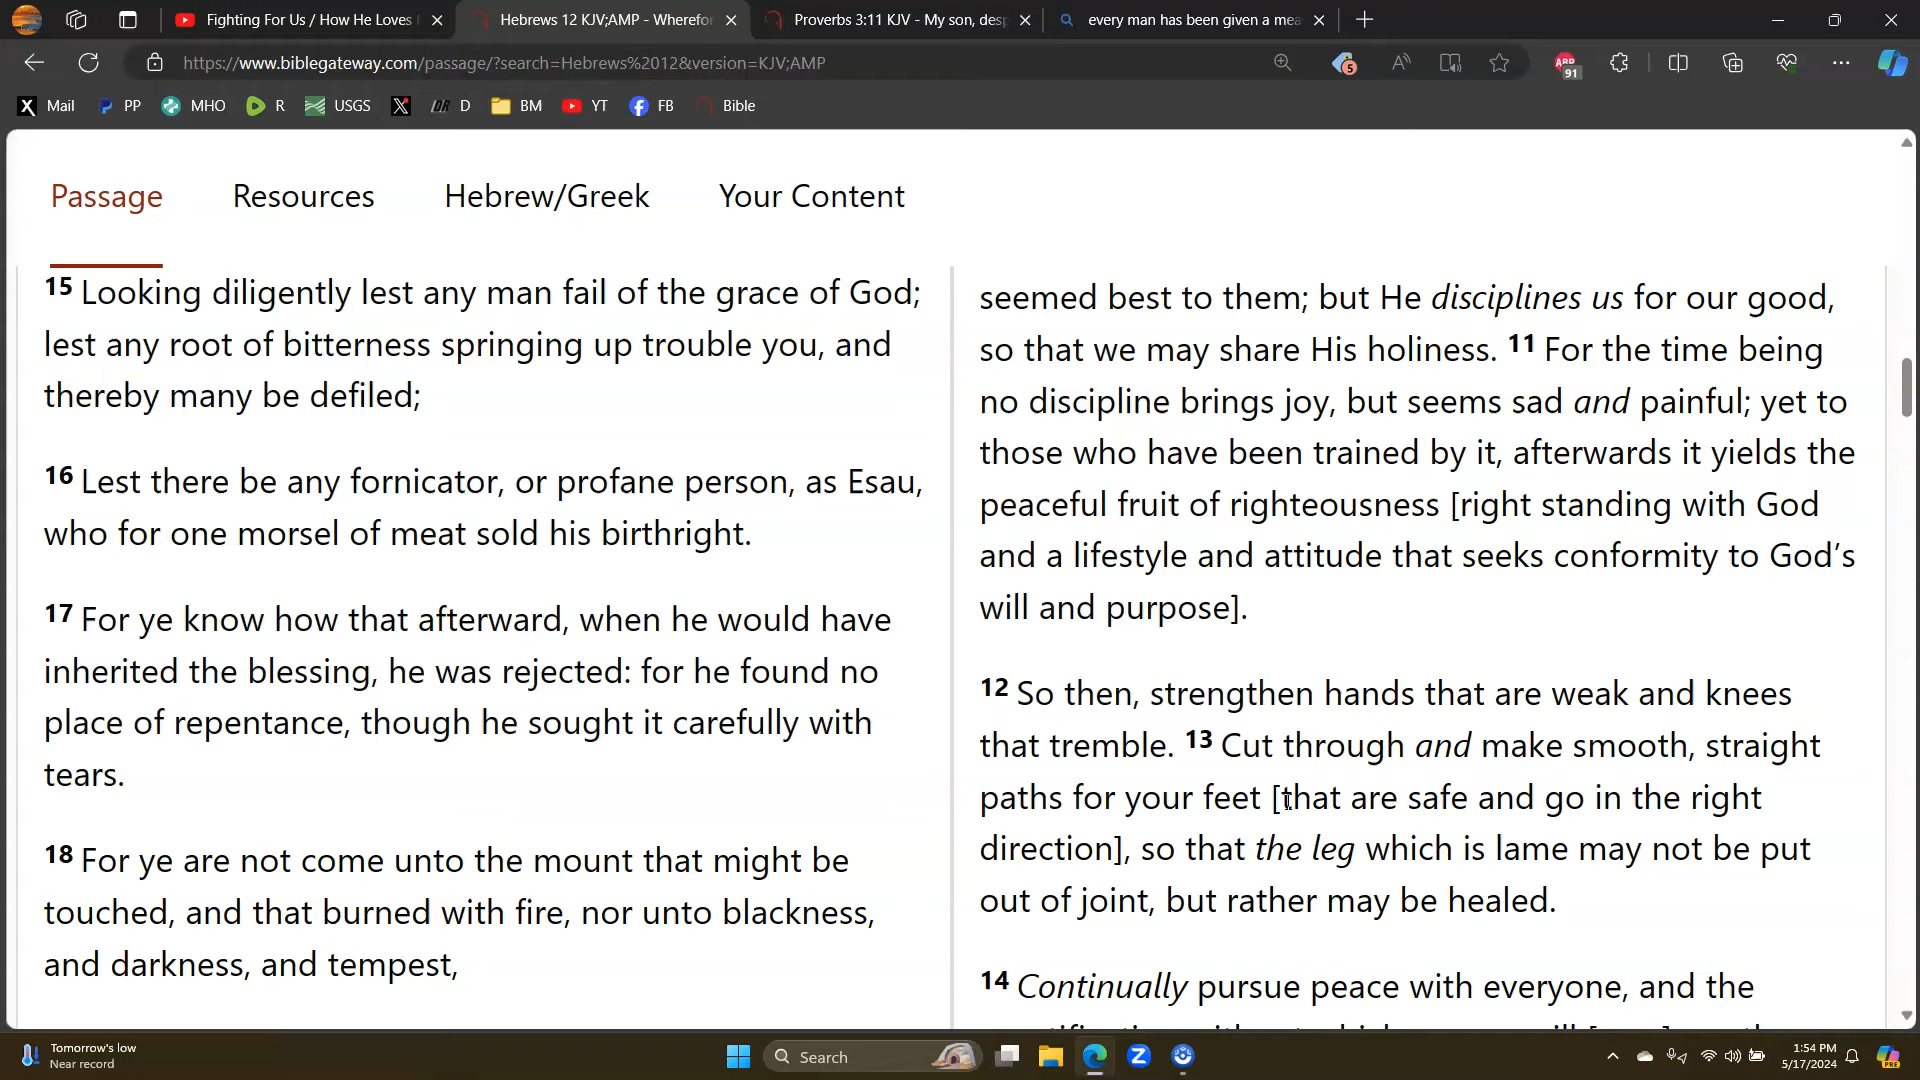 Fighting For Us / How He Loves
Hebrews 12 KJV;AMP - Wherefor
Proverbs 3:11 KJV - My son, desp
every man has been given a mea
https://www.biblegateway.com/passage/?search=Hebrews%2012&version=KJV;AMP
5
ABP
91
X Mail
PP
MHO
R
USGS
X
DR D
BM
YT
FB
Bible
Passage
Resources
Hebrew/Greek
Your Content
15 Looking diligently lest any man fail of the grace of God;
lest any root of bitterness springing up trouble you, and
thereby many be defiled;
16 Lest there be any fornicator, or profane person, as Esau,
who for one morsel of meat sold his birthright.
17 For ye know how that afterward, when he would have
inherited the blessing, he was rejected: for he found no
place of repentance, though he sought it carefully with
tears.
18 For ye are not come unto the mount that might be
touched, and that burned with fire, nor unto blackness,
and darkness, and tempest,
seemed best to them; but He disciplines us for our good,
so that we may share His holiness. 11 For the time being
no discipline brings joy, but seems sad and painful; yet to
those who have been trained by it, afterwards it yields the
peaceful fruit of righteousness [right standing with God
and a lifestyle and attitude that seeks conformity to God’s
will and purpose].
12 So then, strengthen hands that are weak and knees
that tremble. 13 Cut through and make smooth, straight
paths for your feet [that are safe and go in the right
direction], so that the leg which is lame may not be put
out of joint, but rather may be healed.
14 Continually pursue peace with everyone, and the
Tomorrow's low
Near record
Search
Z
1:54 PM
5/17/2024
PRE